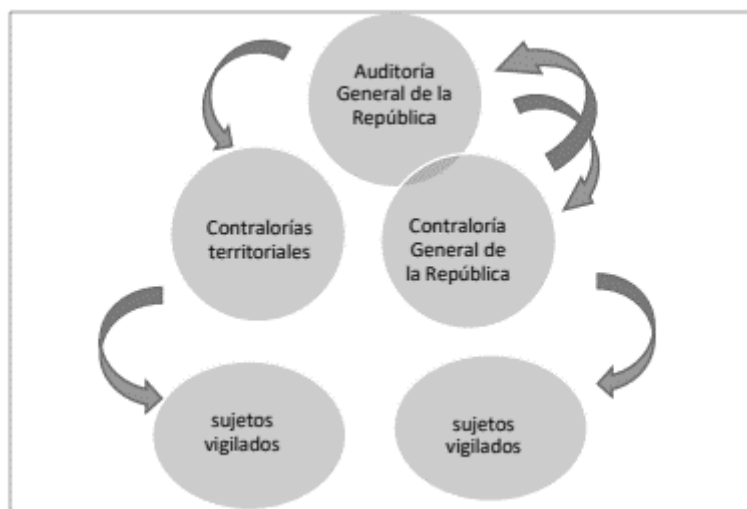 Auditoría
General de la
República
Contralorías
territoriales
Contraloría
General de
la República
sujetos
vigilados
sujetos
vigilados